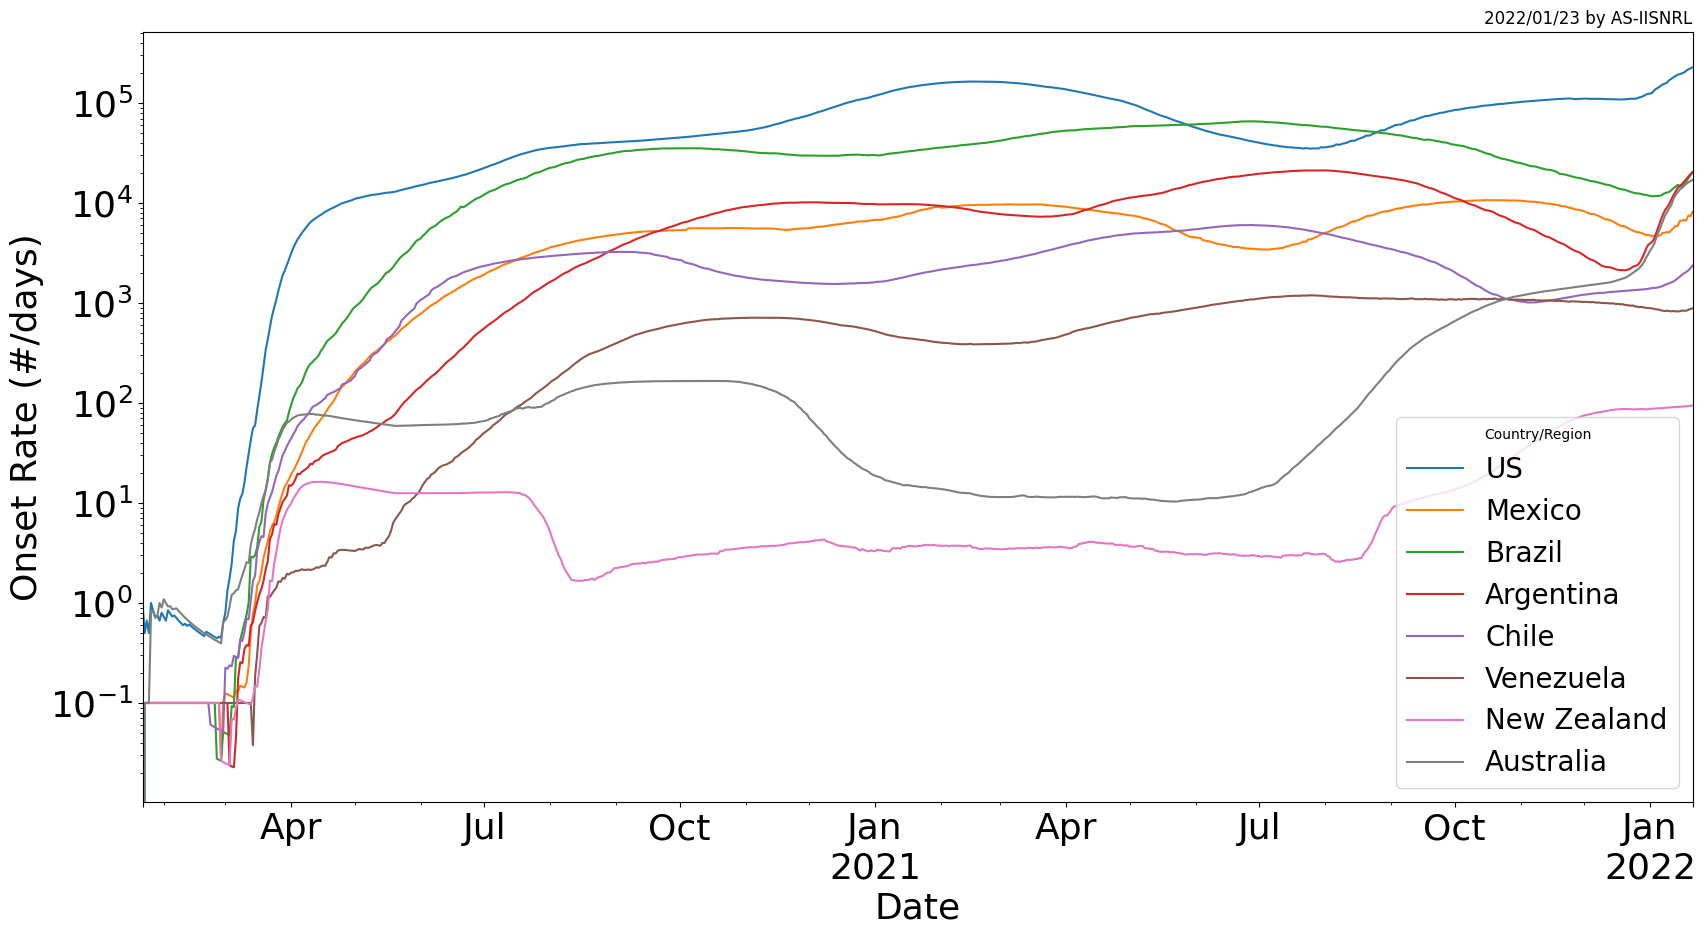 2022/01/23 by AS-IISNRL
Onset Rate (#/days)
10^5
10^4
10^3
10^2
10^1
10^0
10^−1
Country/Region
US
Mexico
Brazil
Argentina
Chile
Venezuela
New Zealand
Australia
Apr Jul Oct Jan Apr Jul Oct Jan
2021 2022
Date